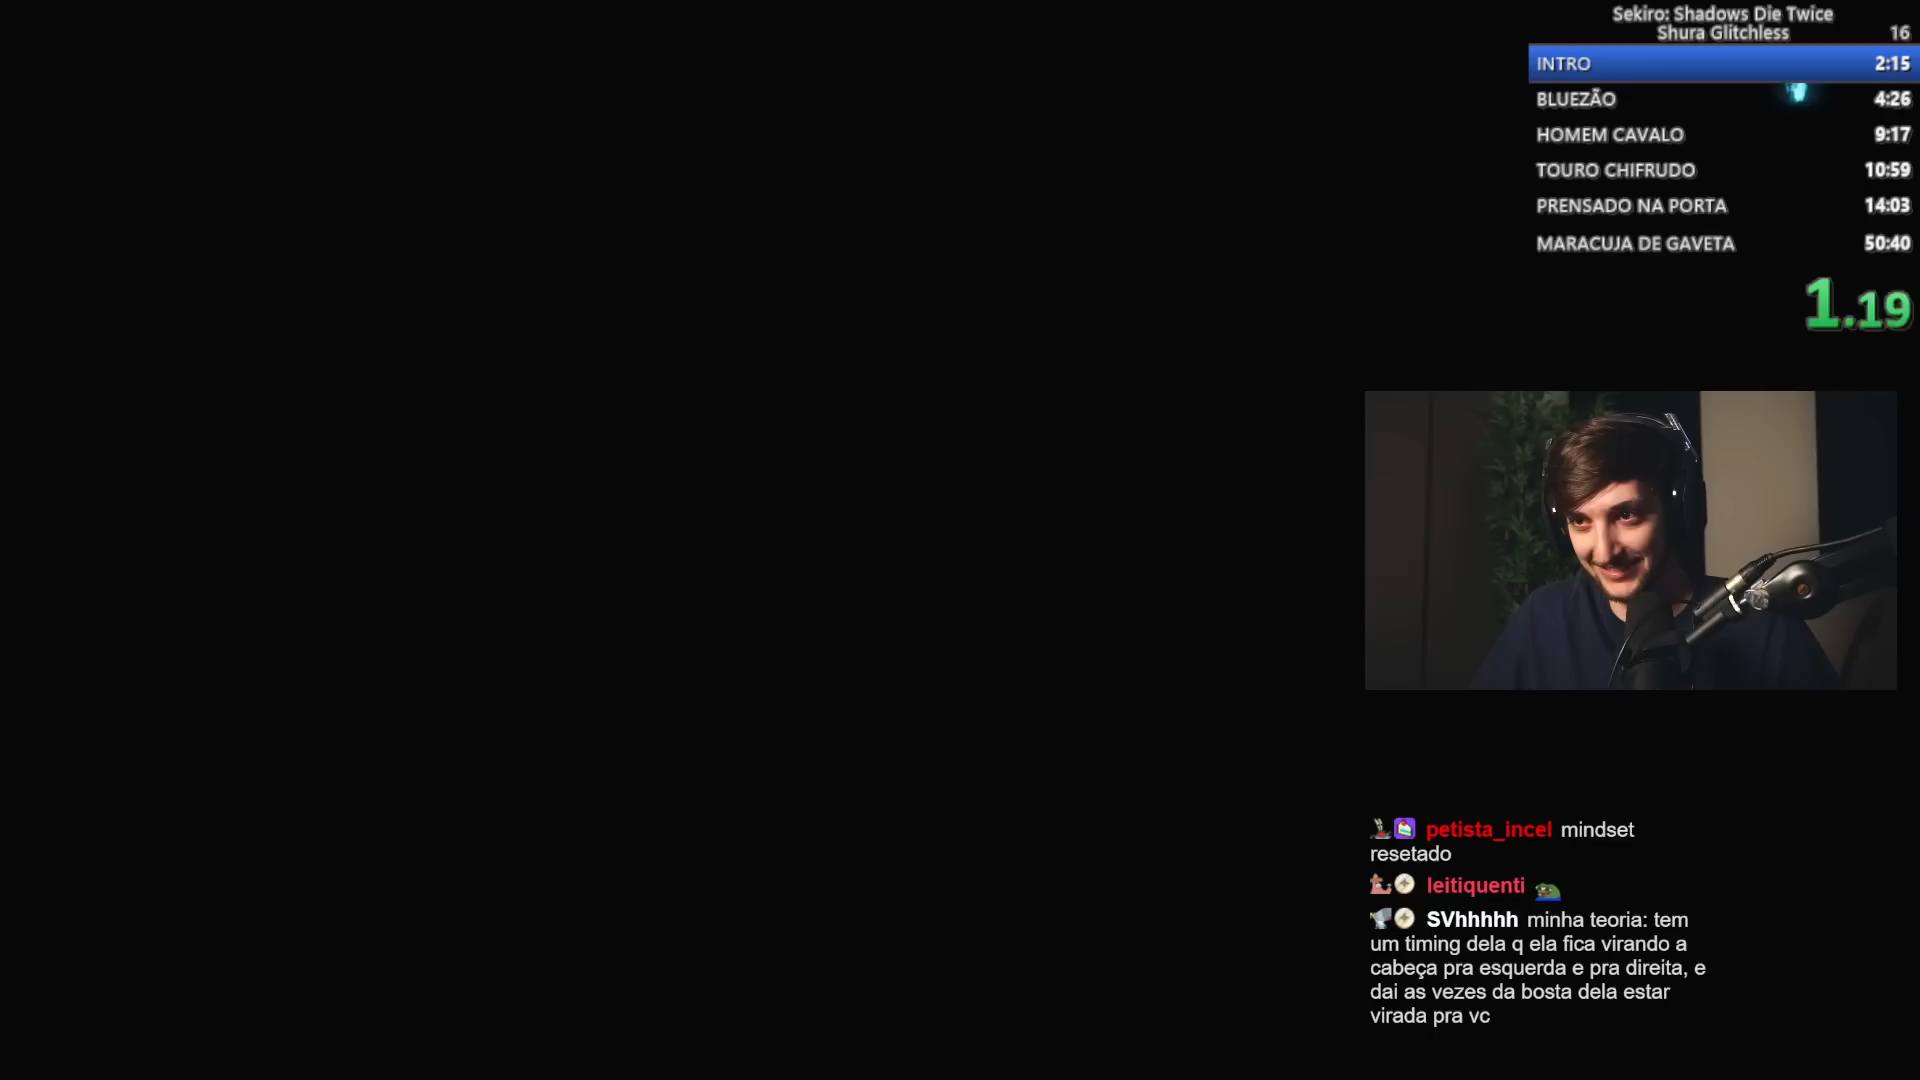 Sekiro: Shadows Die Twice
Shura Glitchless 16
INTRO 2:15
BLUEZÃO 4:26
HOMEM CAVALO 9:17
TOURO CHIFRUDO 10:59
PRENSADO NA PORTA 14:03
MARACUJA DE GAVETA 50:40
1.19
petista_incel mindset
resetado
leitiquenti
SVhhhhh minha teoria: tem
um timing dela q ela fica virando a
cabeça pra esquerda e pra direita, e
dai as vezes da bosta dela estar
virada pra vc